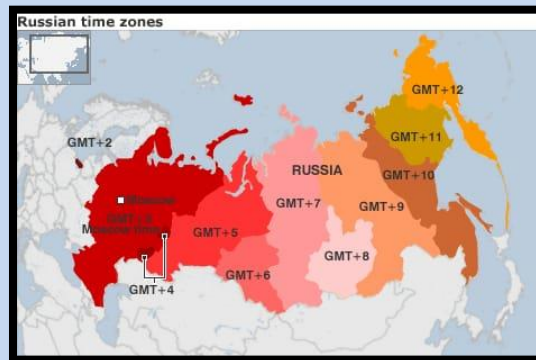 Russian time zones
GMT+12
GMT+2
GMT+11
RUSSIA
GMT+10
Moscow
GMT+7
GMT+9
GMT+3
Moscow time
GMT+5
GMT+8
GMT+6
GMT+4